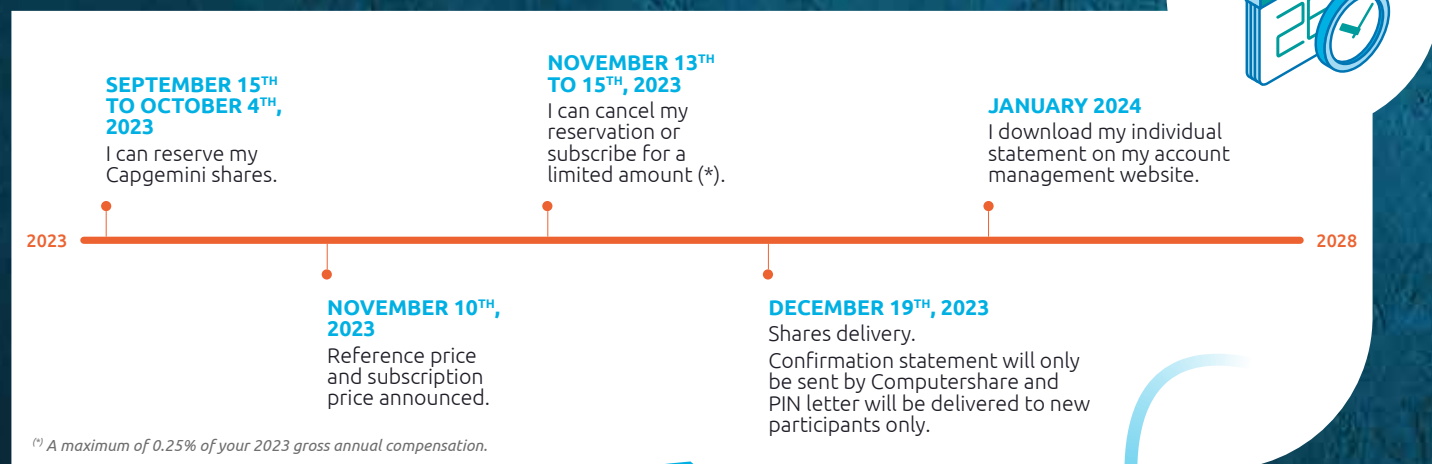 SEPTEMBER 15TH
TO OCTOBER 4TH,
2023
I can reserve my
Capgemini shares.
NOVEMBER 13TH
TO 15TH, 2023
I can cancel my
reservation or
subscribe for a
limited amount (*).
JANUARY 2024
I download my individual
statement on my account
management website.
2023
2028
NOVEMBER 10TH,
2023
Reference price
and subscription
price announced.
DECEMBER 19TH, 2023
Shares delivery.
Confirmation statement will only
be sent by Computershare and
PIN letter will be delivered to new
participants only.
(*) A maximum of 0.25% of your 2023 gross annual compensation.